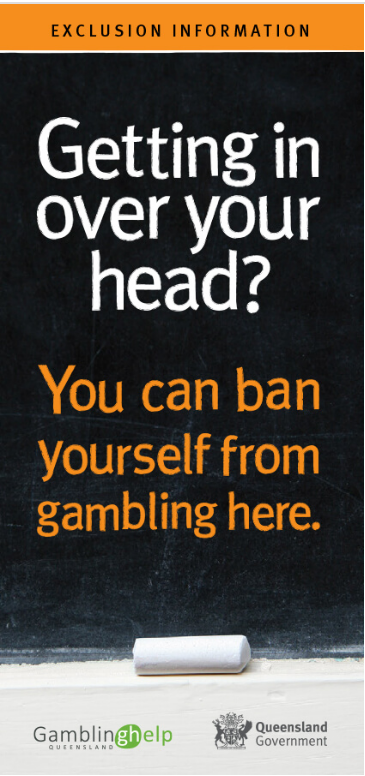 EXCLUSION INFORMATION
Getting in
over your
head?
You can ban
yourself from
gambling here.
Gamblinghelp
QUEENSLAND
Queensland
Government